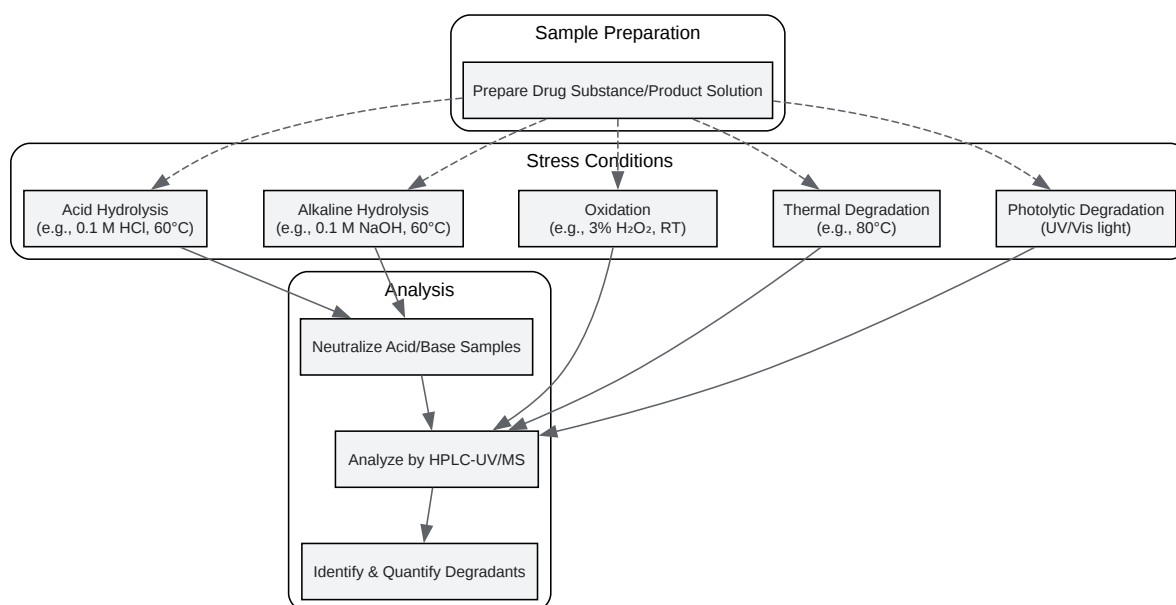 Sample Preparation
Prepare Drug Substance/Product Solution
Stress Conditions
Acid Hydrolysis
(e.g., 0.1 M HCl, 60°C)
Alkaline Hydrolysis
(e.g., 0.1 M NaOH, 60°C)
Oxidation
(e.g., 3% H₂O₂, RT)
Thermal Degradation
(e.g., 80°C)
Photolytic Degradation
(UV/Vis light)
Analysis
Neutralize Acid/Base Samples
Analyze by HPLC-UV/MS
Identify & Quantify Degradants